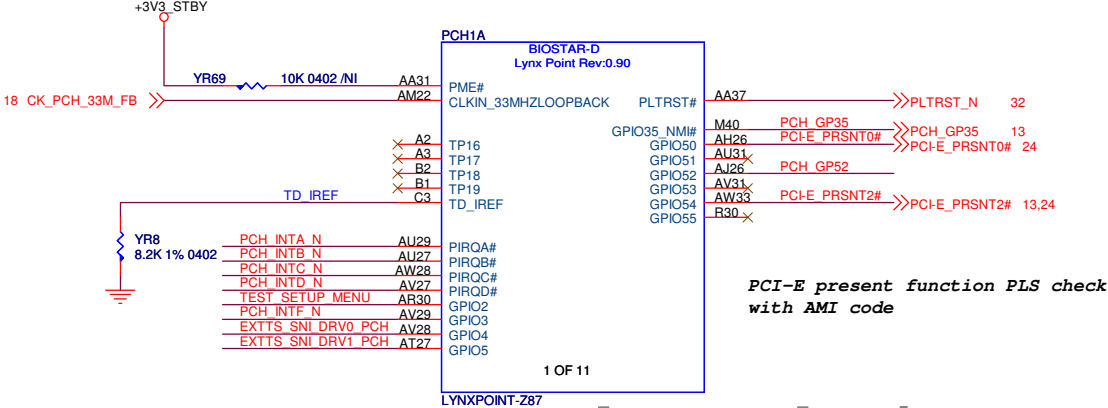 +3V3_STBY
PCH1A
BIOSTAR-D
Lynx Point Rev:0.90
YR69 10K 0402 /NI AA31 PME#
18 CK_PCH_33M_FB AM22 CLKIN_33MHZLOOPBACK
PLTRST# AA37 PLTRST_N 32
GPIO35_NMI# M40 PCH_GP35 PCH_GP35 13
GPIO50 AH26 PCI-E_PRSNT0# PCI-E_PRSNT0# 24
GPIO51 AU31
GPIO52 AJ26 PCH_GP52
GPIO53 AV31
GPIO54 AW33 PCI-E_PRSNT2# PCI-E_PRSNT2# 13,24
GPIO55 R30
A2 TP16
A3 TP17
B2 TP18
B1 TP19
TD_IREF C3 TD_IREF
YR8
8.2K 1% 0402
PCH_INTA_N AU29 PIRQA#
PCH_INTB_N AU27 PIRQB#
PCH_INTC_N AW28 PIRQC#
PCH_INTD_N AV27 PIRQD#
TEST_SETUP_MENU AR30 GPIO2
PCH_INTF_N AV29 GPIO3
EXTTS_SNI_DRV0_PCH AV28 GPIO4
EXTTS_SNI_DRV1_PCH AT27 GPIO5
PCI-E present function PLS check
with AMI code
1 OF 11
LYNXPOINT-Z87